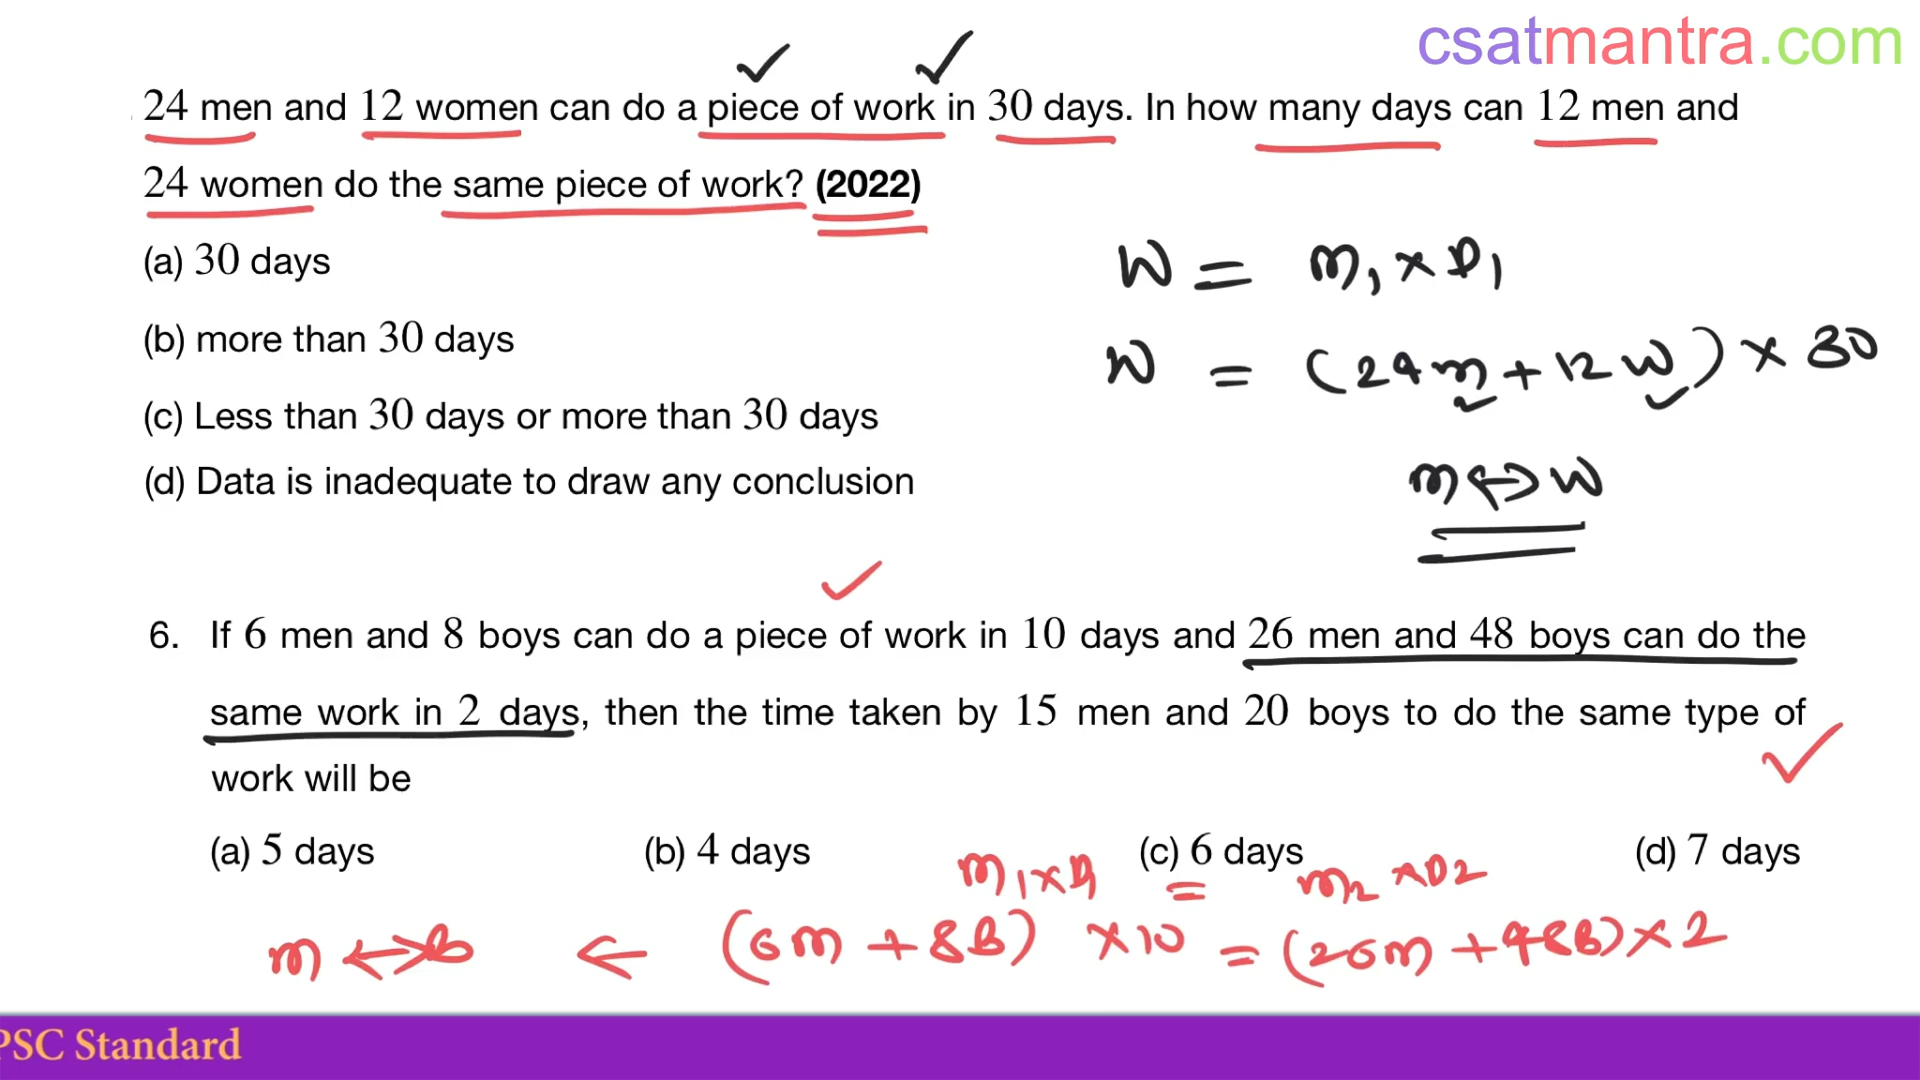 csatmantra.com
24 men and 12 women can do a piece of work in 30 days. In how many days can 12 men and
24 women do the same piece of work? (2022)
(a) 30 days
W = m₁ × D₁
(b) more than 30 days
W = (24m + 12W) × 30
(c) Less than 30 days or more than 30 days
(d) Data is inadequate to draw any conclusion
m ↔ W
6. If 6 men and 8 boys can do a piece of work in 10 days and 26 men and 48 boys can do the
same work in 2 days, then the time taken by 15 men and 20 boys to do the same type of
work will be
(a) 5 days (b) 4 days (c) 6 days (d) 7 days
m₁ × D₁ = m₂ × D₂
m ↔ b ← (6m + 8B) × 10 = (26m + 48B) × 2
PSC Standard